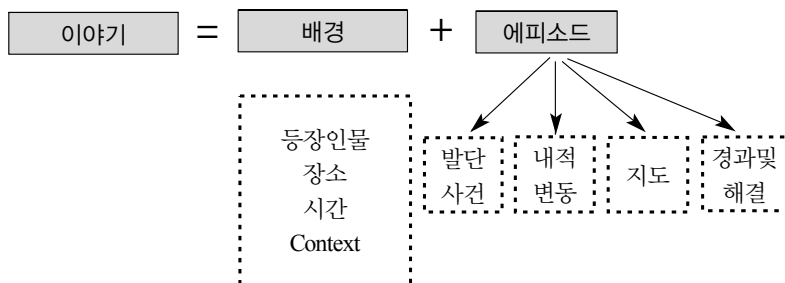 이야기 = 배경 + 에피소드
등장인물
장소
시간
Context
발단
사건
내적
변동
지도
경과및
해결